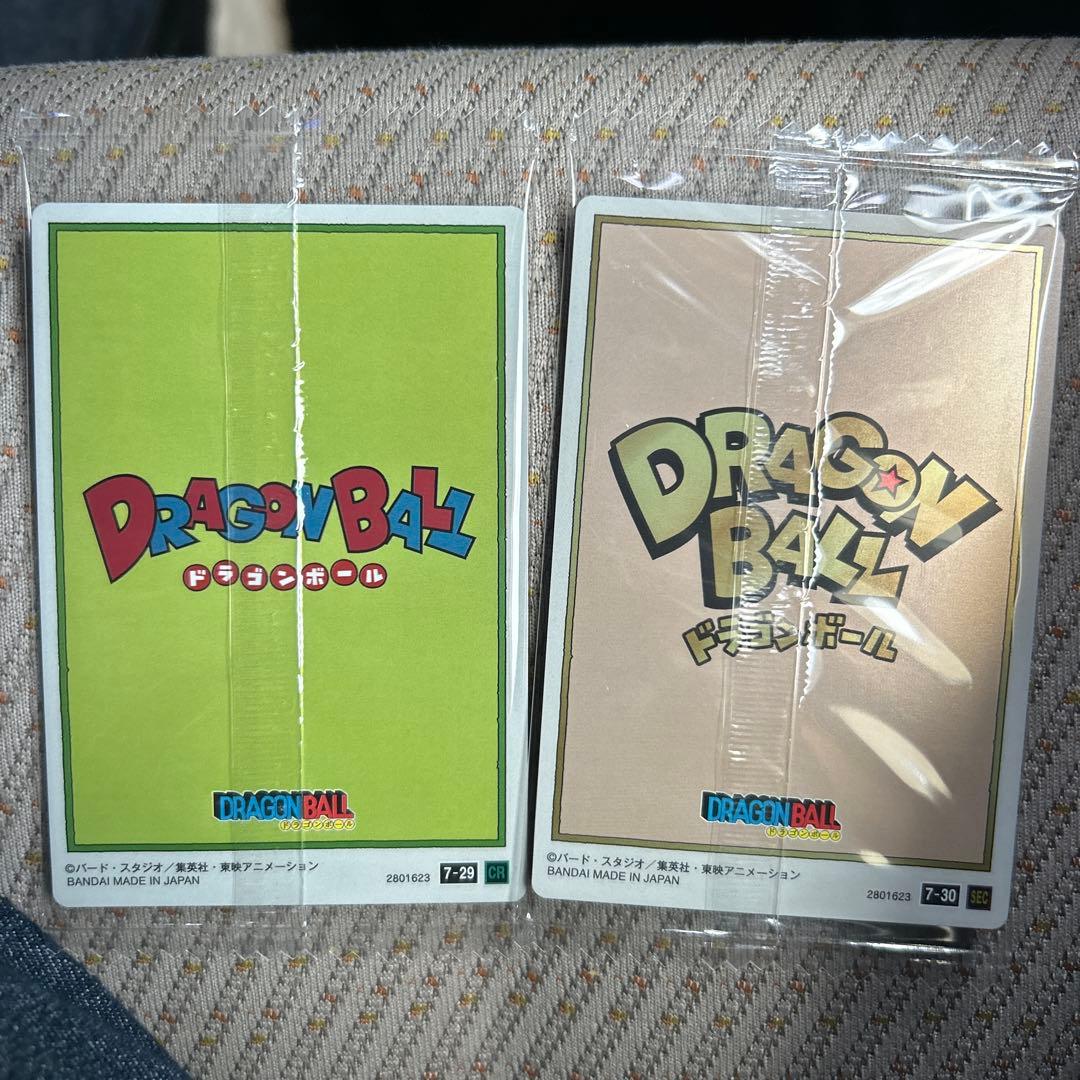 DRAGON BALL
ドラゴンボール
DRAGON BALL
ドラゴンボール
©バード・スタジオ／集英社・東映アニメーション
BANDAI MADE IN JAPAN
2801623 7-29 CR
DRAGON
BALL
ドラゴンボール
DRAGON BALL
ドラゴンボール
©バード・スタジオ／集英社・東映アニメーション
BANDAI MADE IN JAPAN
2801623 7-30 SEC